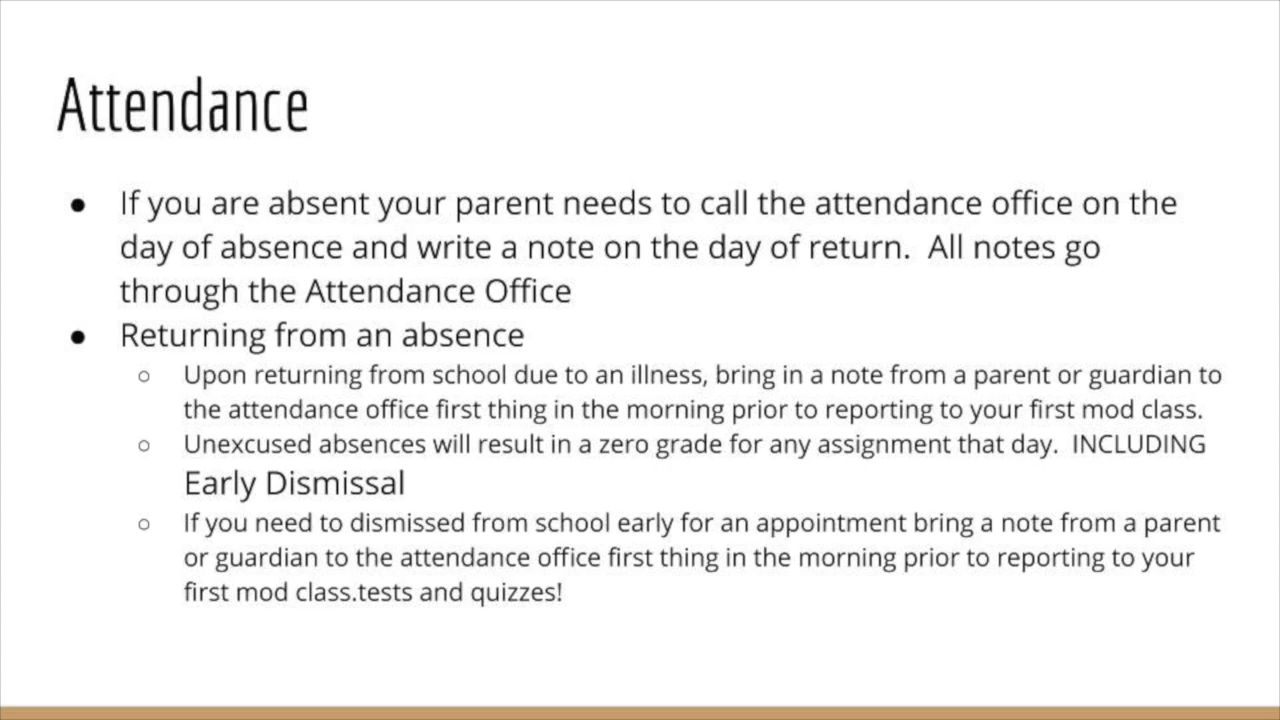 Attendance
● If you are absent your parent needs to call the attendance office on the
day of absence and write a note on the day of return.  All notes go
through the Attendance Office
● Returning from an absence
○ Upon returning from school due to an illness, bring in a note from a parent or guardian to
the attendance office first thing in the morning prior to reporting to your first mod class.
○ Unexcused absences will result in a zero grade for any assignment that day.  INCLUDING
Early Dismissal
○ If you need to dismissed from school early for an appointment bring a note from a parent
or guardian to the attendance office first thing in the morning prior to reporting to your
first mod class.tests and quizzes!